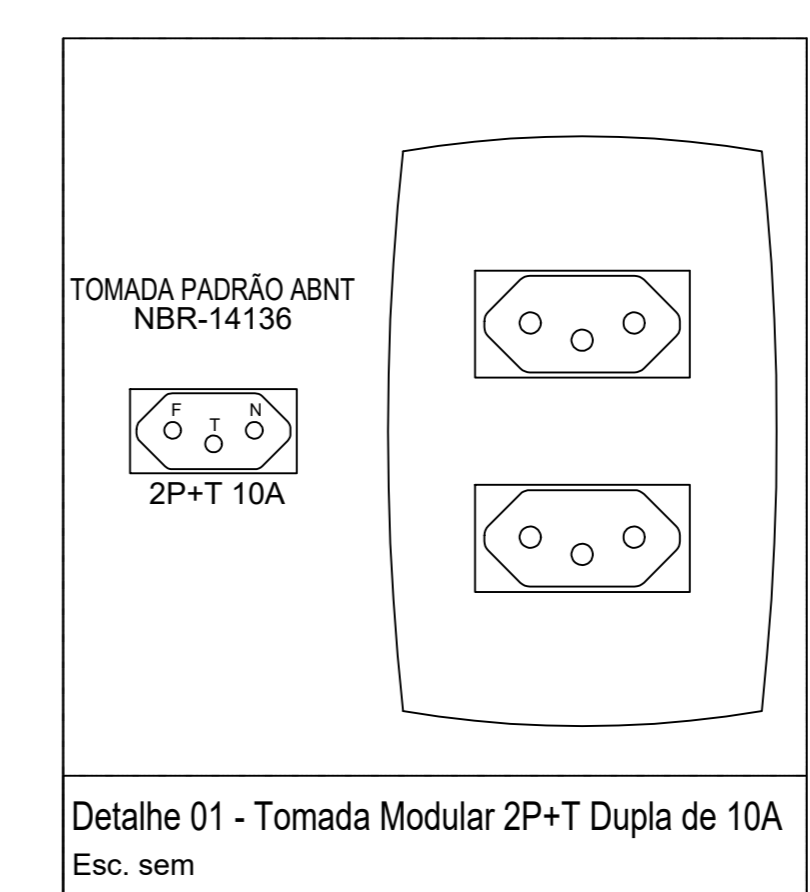 TOMADA PADRÃO ABNT
NBR-14136
F T N
2P+T 10A
Detalhe 01 - Tomada Modular 2P+T Dupla de 10A
Esc. sem